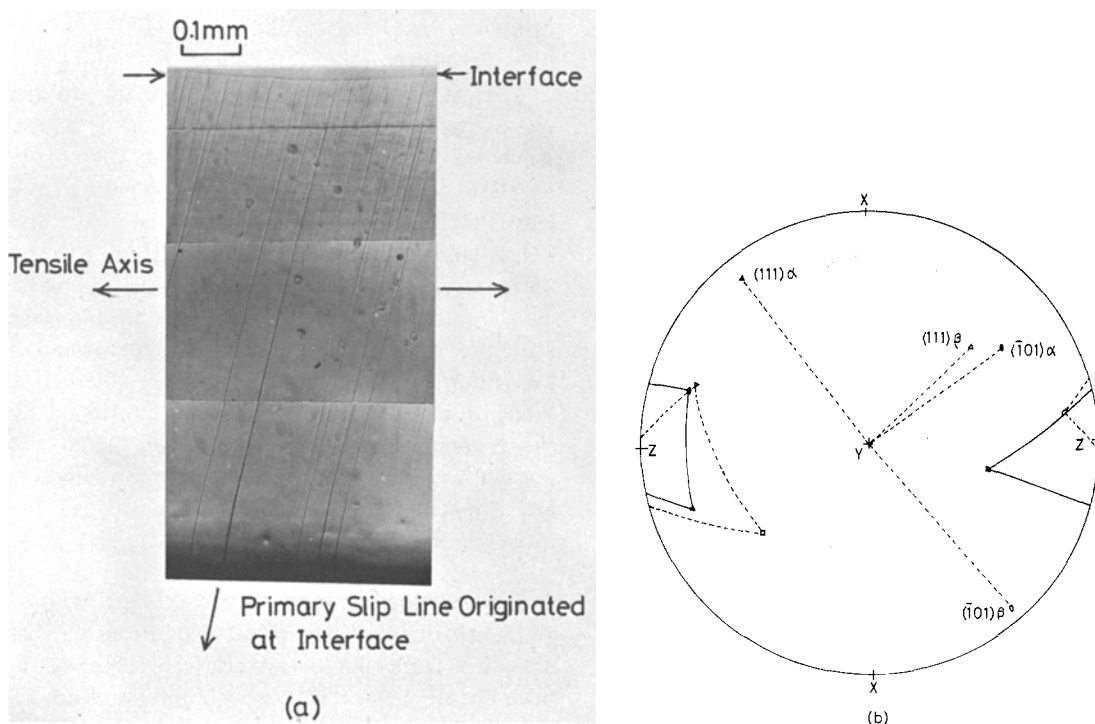 0.1mm
Interface
Tensile Axis
Primary Slip Line Originated
at Interface
(a)
X
(111)α
(111)β
(1̄01)α
Z
Y
Z
(1̄01)β
X
(b)